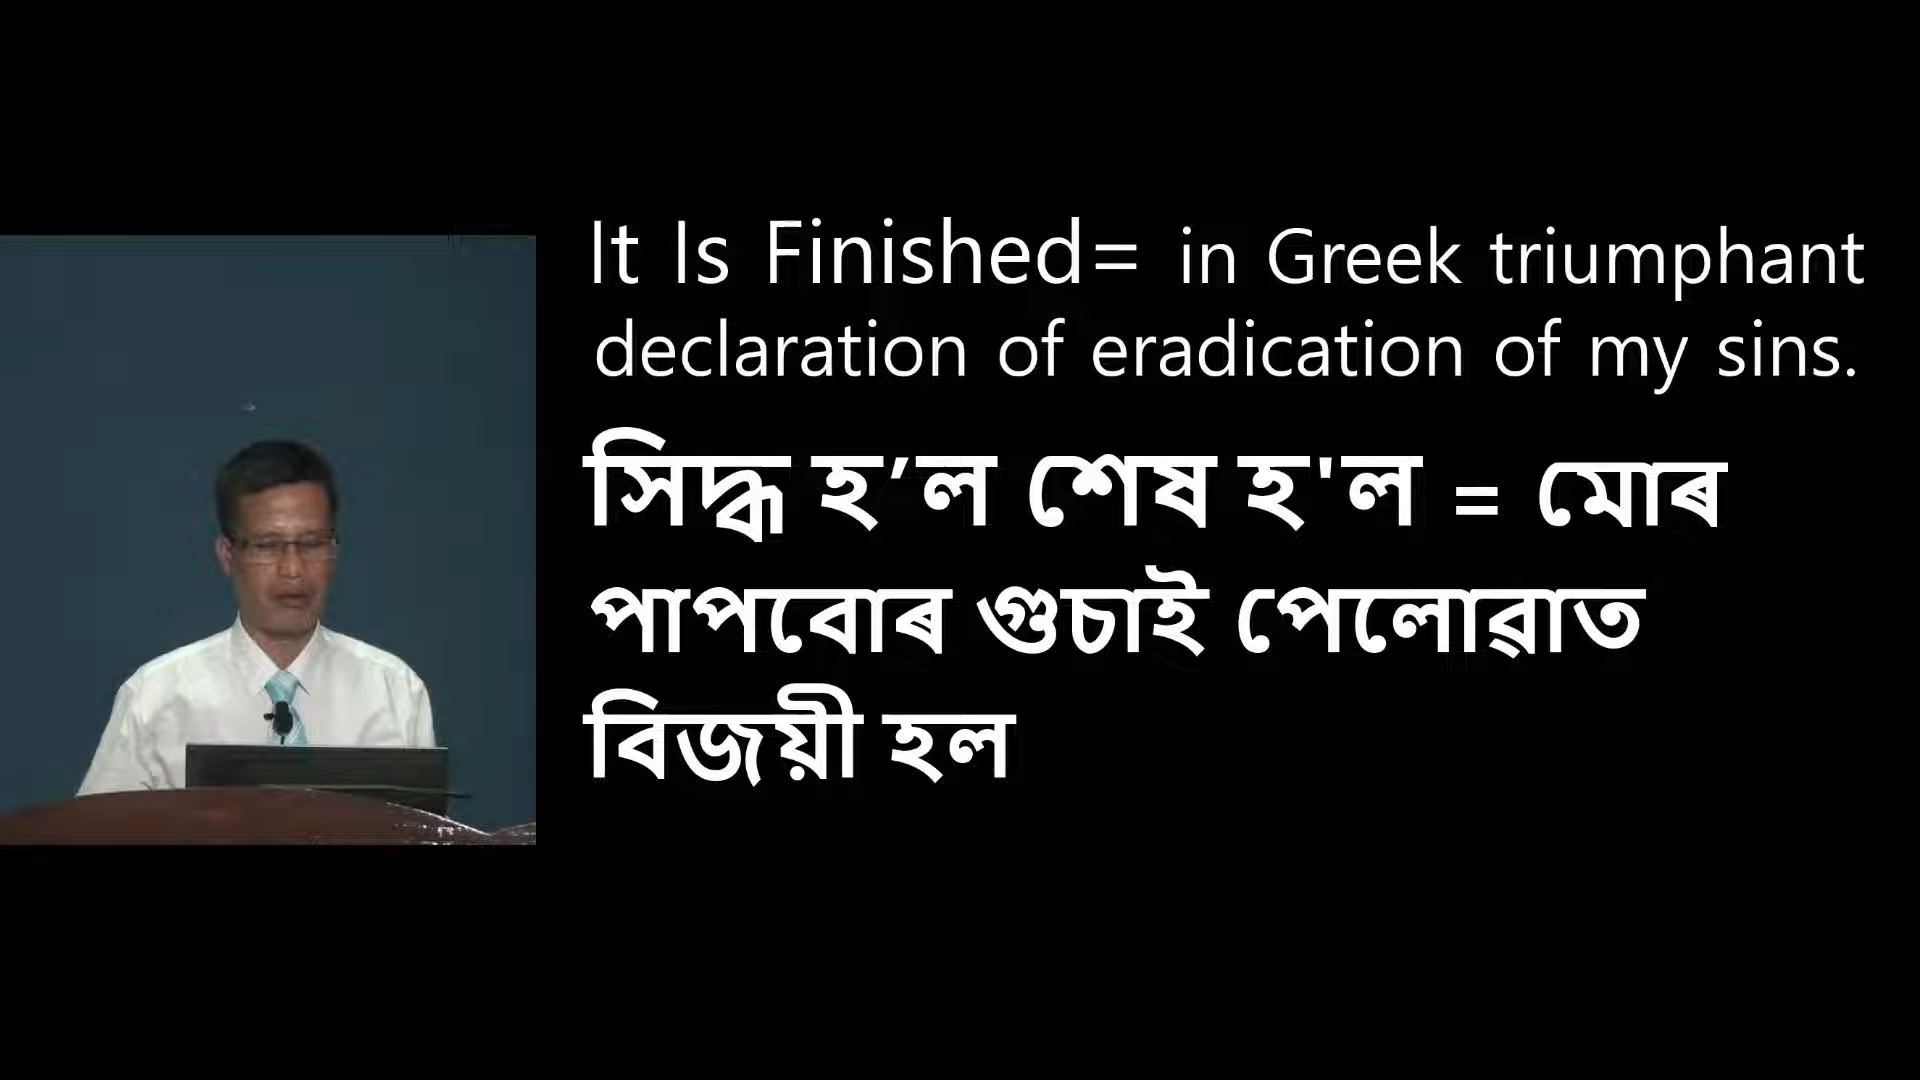 It Is Finished= in Greek triumphant
declaration of eradication of my sins.
সিদ্ধ হ’ল শেষ হ'ল = মোৰ
পাপবোৰ গুচাই পেলোৱাত
বিজয়ী হল